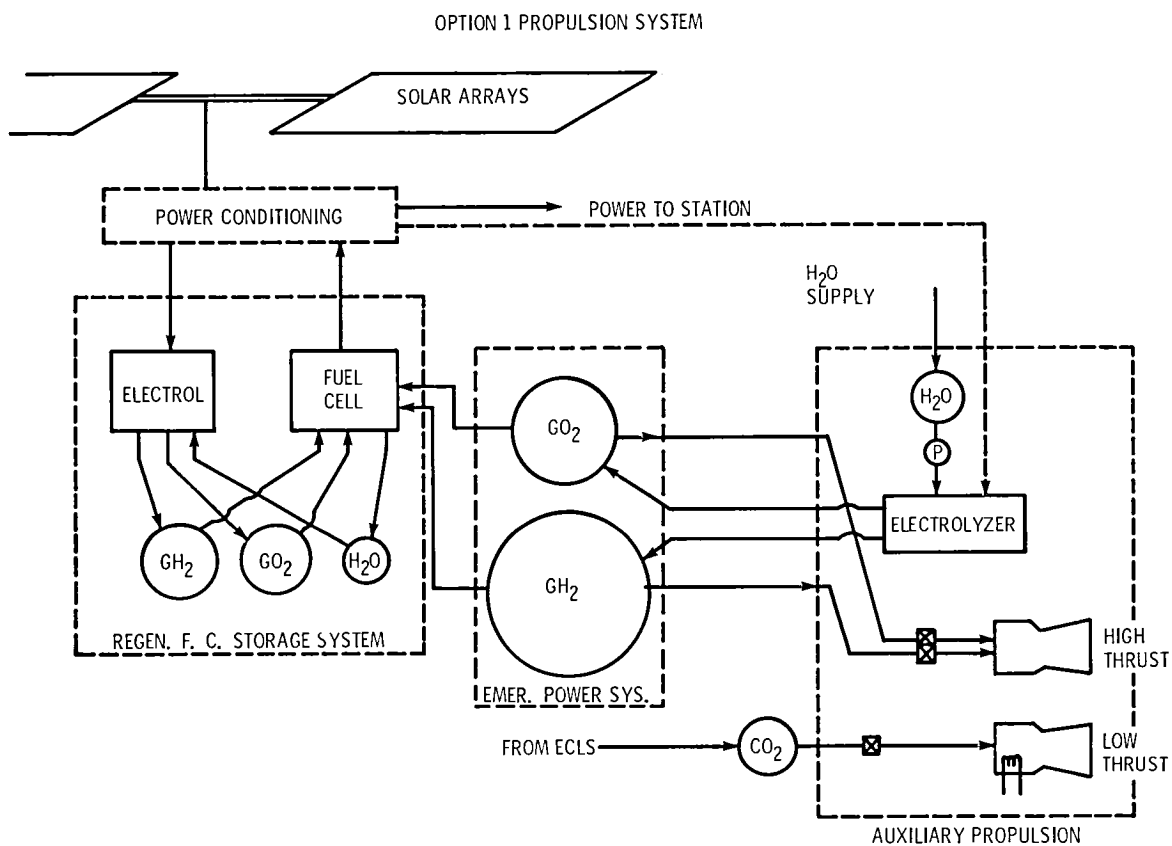 OPTION 1 PROPULSION SYSTEM
SOLAR ARRAYS
POWER CONDITIONING
POWER TO STATION
H2O
SUPPLY
ELECTROL
FUEL
CELL
GO2
H2O
P
ELECTROLYZER
GH2
GO2
H2O
GH2
REGEN. F. C. STORAGE SYSTEM
HIGH
THRUST
EMER. POWER SYS.
FROM ECLS
CO2
LOW
THRUST
AUXILIARY PROPULSION